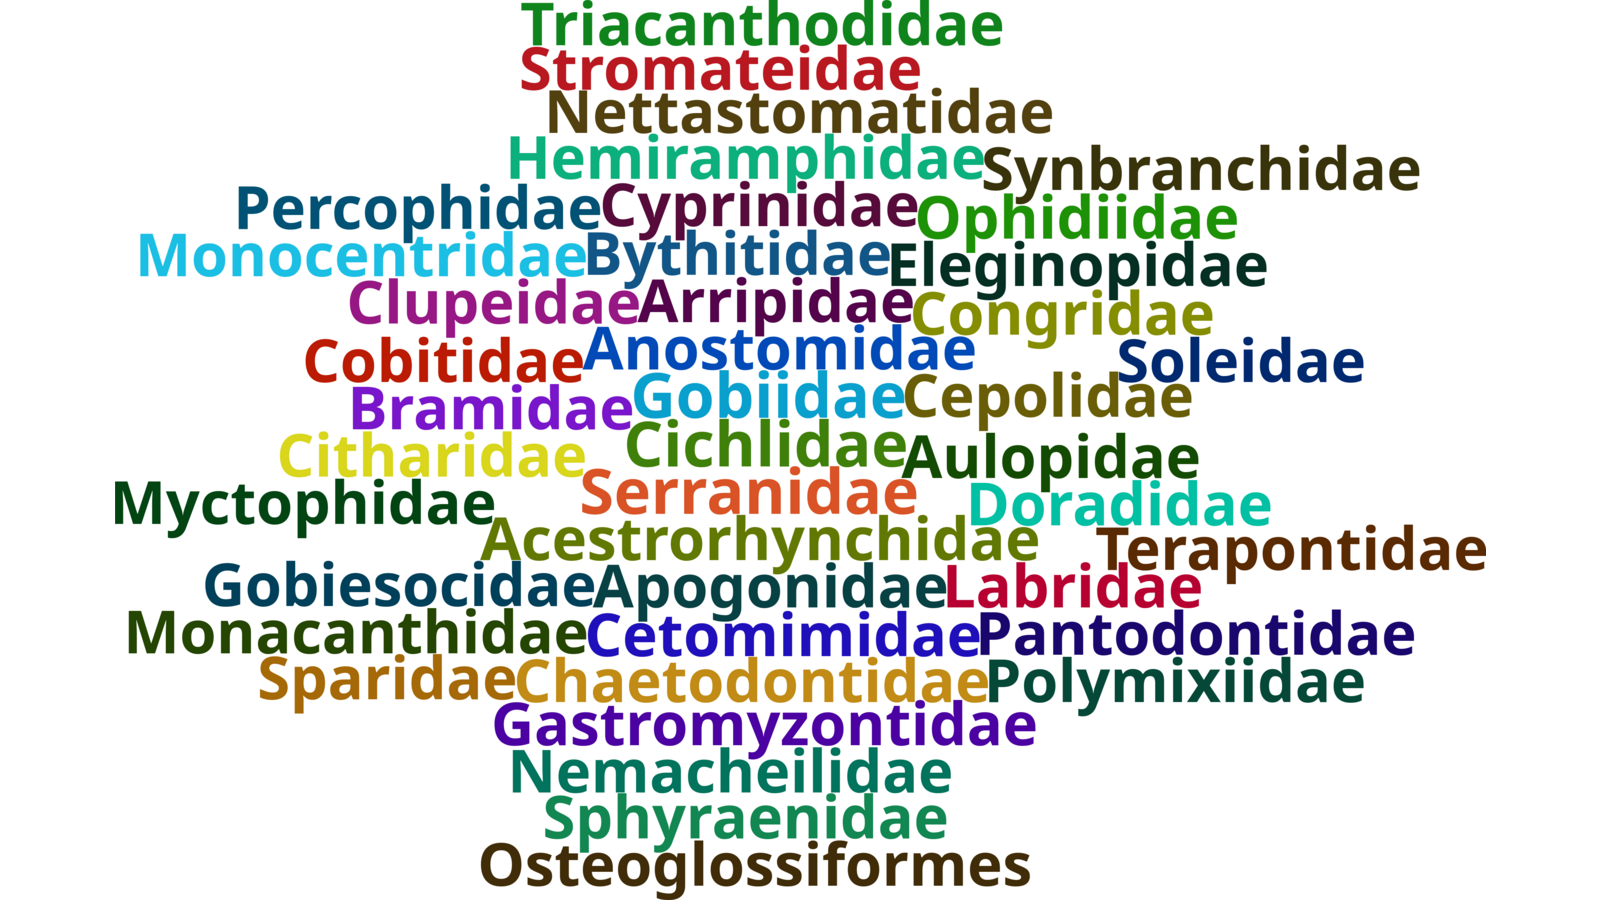 Triacanthodidae
Stromateidae
Nettastomatidae
Hemiramphidae Synbranchidae
Percophidae Cyprinidae Ophidiidae
Monocentridae Bythitidae Eleginopidae
Clupeidae Arripidae Congridae
Cobitidae Anostomidae Soleidae
Bramidae Gobiidae Cepolidae
Citharidae Cichlidae Aulopidae
Myctophidae Serranidae Doradidae
Acestrorhynchidae Terapontidae
Gobiesocidae Apogonidae Labridae
Monacanthidae Cetomimidae Pantodontidae
Sparidae Chaetodontidae Polymixiidae
Gastromyzontidae
Nemacheilidae
Sphyraenidae
Osteoglossiformes